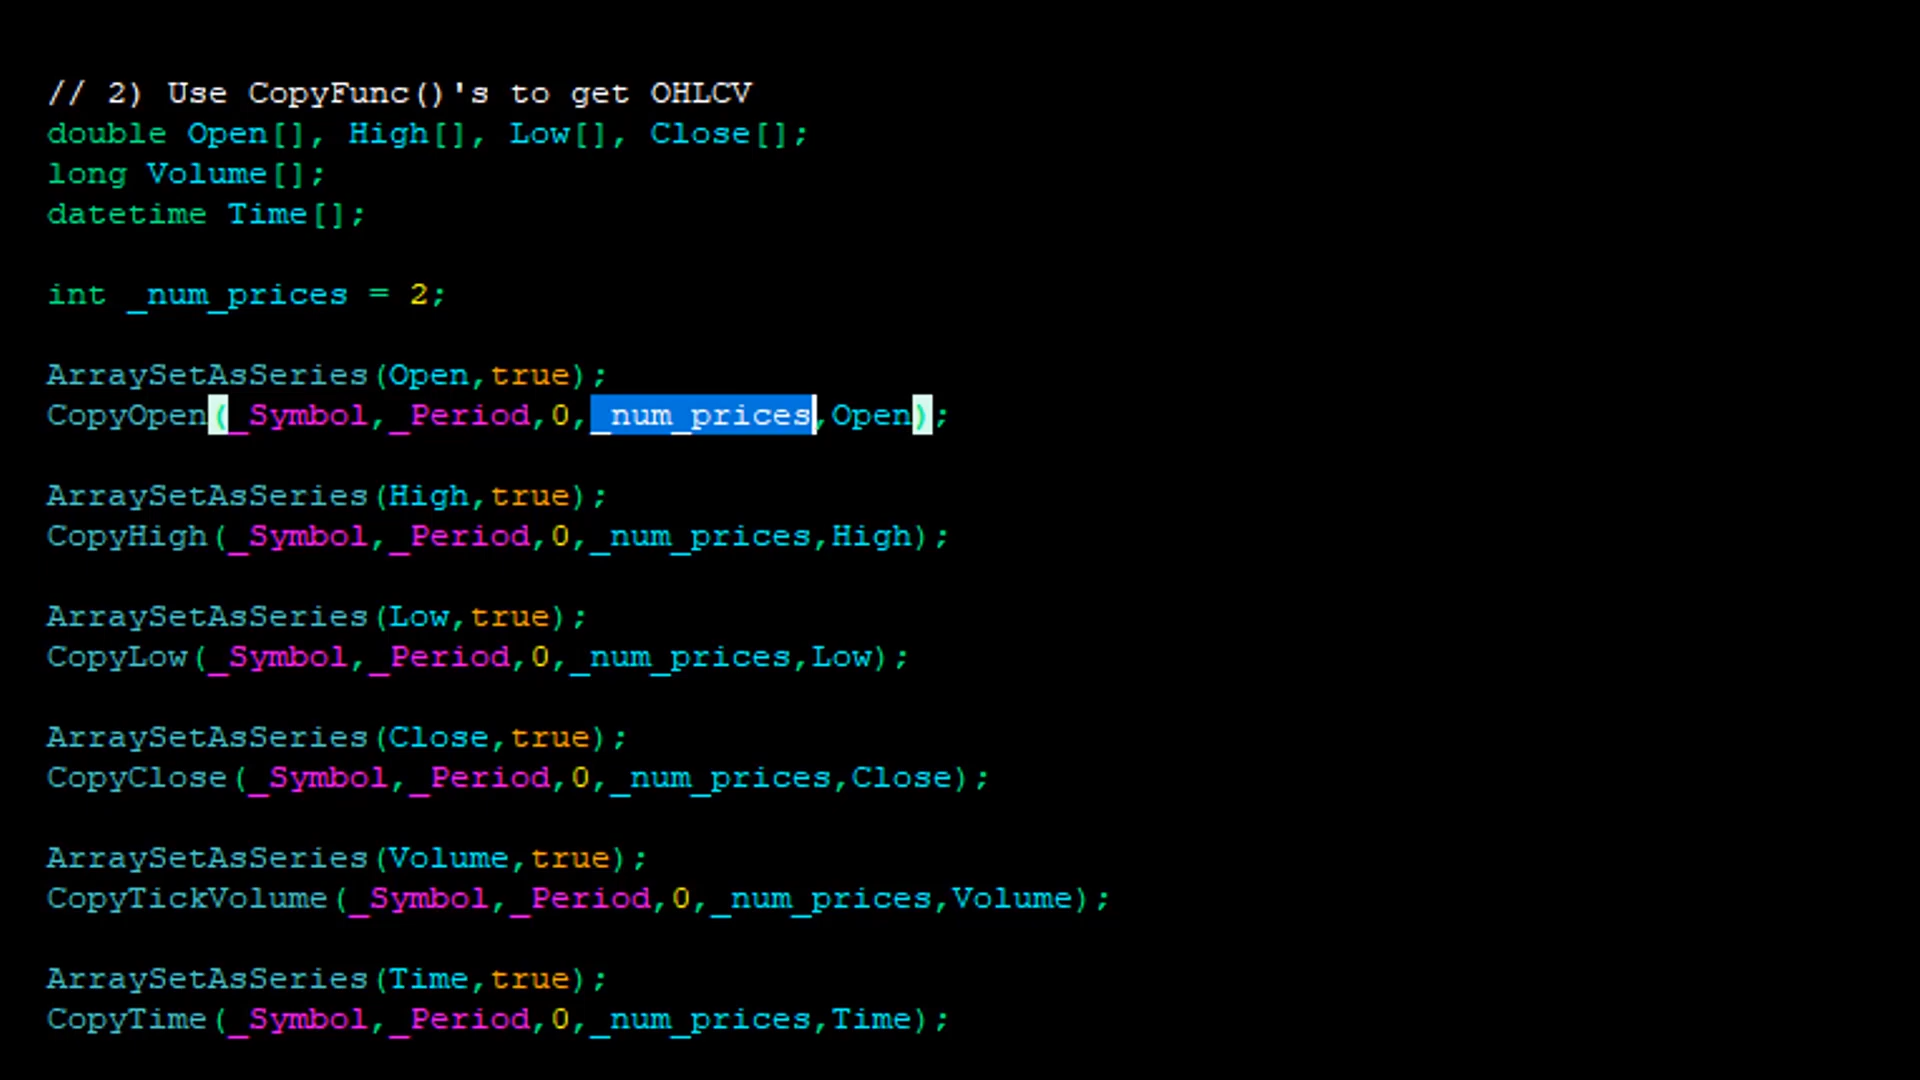 // 2) Use CopyFunc()'s to get OHLCV
double Open[], High[], Low[], Close[];
long Volume[];
datetime Time[];
int _num_prices = 2;
ArraySetAsSeries(Open,true);
CopyOpen(_Symbol,_Period,0,_num_prices,Open);
ArraySetAsSeries(High,true);
CopyHigh(_Symbol,_Period,0,_num_prices,High);
ArraySetAsSeries(Low,true);
CopyLow(_Symbol,_Period,0,_num_prices,Low);
ArraySetAsSeries(Close,true);
CopyClose(_Symbol,_Period,0,_num_prices,Close);
ArraySetAsSeries(Volume,true);
CopyTickVolume(_Symbol,_Period,0,_num_prices,Volume);
ArraySetAsSeries(Time,true);
CopyTime(_Symbol,_Period,0,_num_prices,Time);